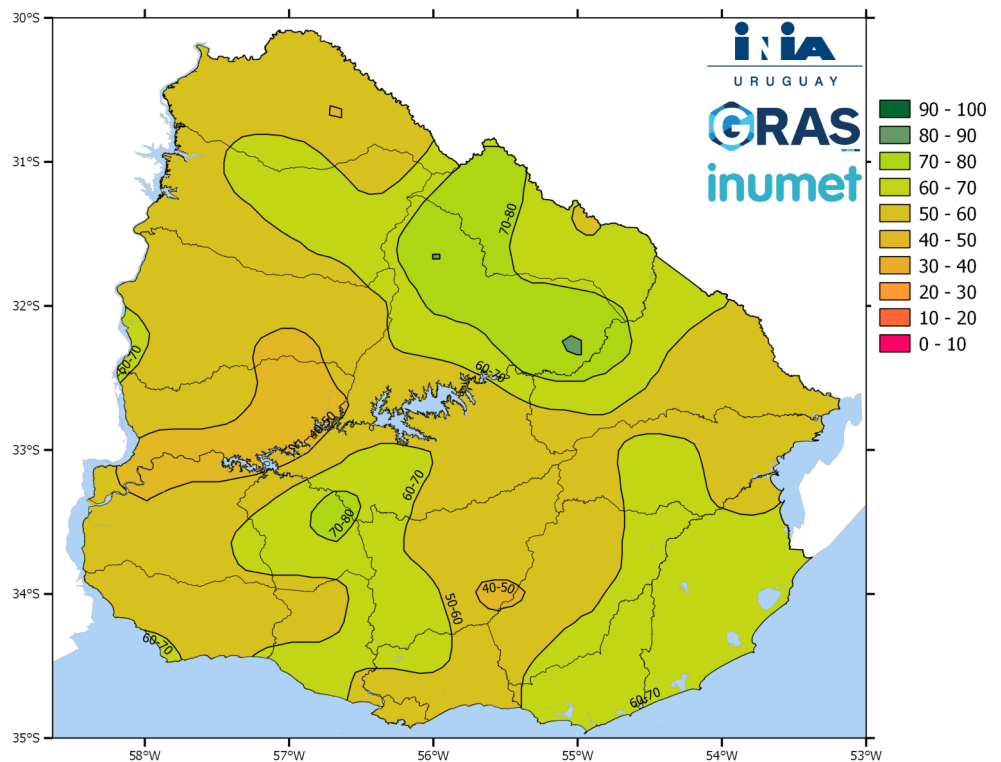 30°S
31°S
32°S
33°S
34°S
35°S
58°W
57°W
56°W
55°W
54°W
53°W
iNiA
URUGUAY
GRAS
inumet
90 - 100
80 - 90
70 - 80
60 - 70
50 - 60
40 - 50
30 - 40
20 - 30
10 - 20
0 - 10
70-80
60-70
60-70
40-50
60-70
70-80
40-50
50-60
60-70
60-70